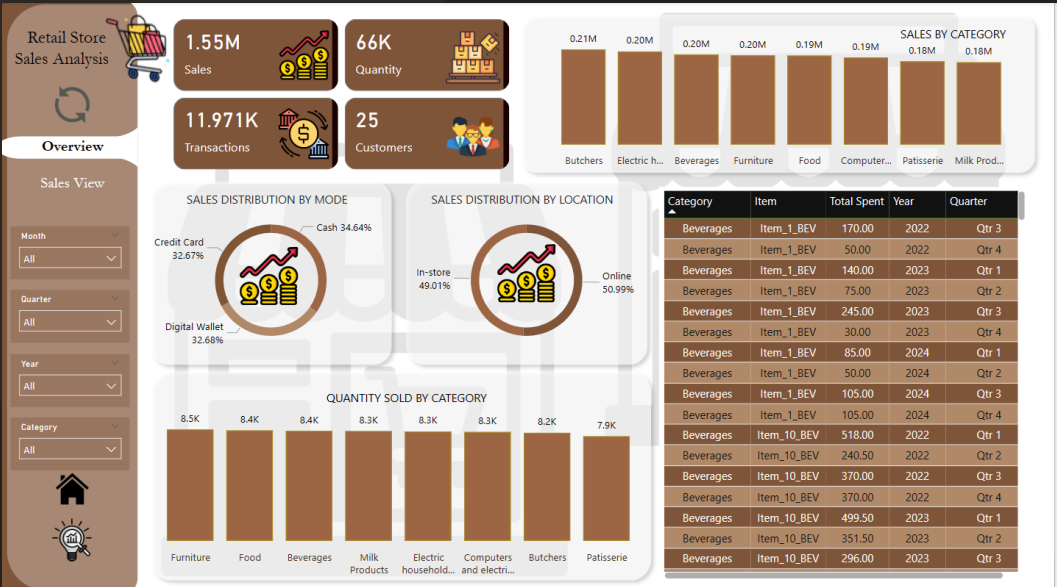 Retail Store
Sales Analysis
Overview
Sales View
Month
All
Quarter
All
Year
All
Category
All
1.55M
Sales
66K
Quantity
11.971K
Transactions
25
Customers
SALES BY CATEGORY
0.21M 0.20M 0.20M 0.20M 0.19M 0.19M 0.18M 0.18M
Butchers Electric h... Beverages Furniture Food Computer... Patisserie Milk Prod...
SALES DISTRIBUTION BY MODE
Cash 34.64%
Credit Card
32.67%
Digital Wallet
32.68%
SALES DISTRIBUTION BY LOCATION
In-store
49.01%
Online
50.99%
QUANTITY SOLD BY CATEGORY
8.5K 8.4K 8.4K 8.3K 8.3K 8.3K 8.2K 7.9K
Furniture Food Beverages Milk Products Electric household... Computers and electri... Butchers Patisserie
Category Item Total Spent Year Quarter
Beverages Item_1_BEV 170.00 2022 Qtr 3
Beverages Item_1_BEV 50.00 2022 Qtr 4
Beverages Item_1_BEV 140.00 2023 Qtr 1
Beverages Item_1_BEV 75.00 2023 Qtr 2
Beverages Item_1_BEV 245.00 2023 Qtr 3
Beverages Item_1_BEV 30.00 2023 Qtr 4
Beverages Item_1_BEV 85.00 2024 Qtr 1
Beverages Item_1_BEV 50.00 2024 Qtr 2
Beverages Item_1_BEV 105.00 2024 Qtr 3
Beverages Item_1_BEV 105.00 2024 Qtr 4
Beverages Item_10_BEV 518.00 2022 Qtr 1
Beverages Item_10_BEV 240.50 2022 Qtr 2
Beverages Item_10_BEV 370.00 2022 Qtr 3
Beverages Item_10_BEV 370.00 2022 Qtr 4
Beverages Item_10_BEV 499.50 2023 Qtr 1
Beverages Item_10_BEV 351.50 2023 Qtr 2
Beverages Item_10_BEV 296.00 2023 Qtr 3